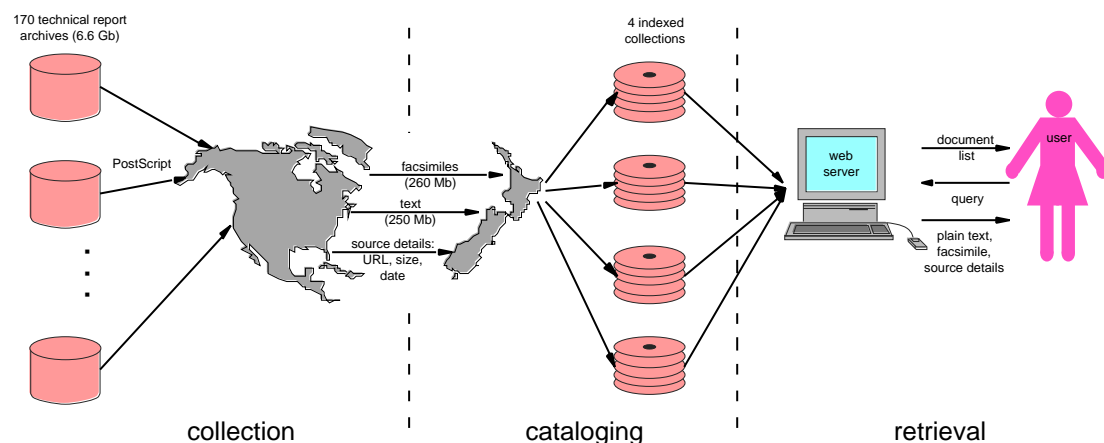 170 technical report
archives (6.6 Gb)
PostScript
facsimiles
(260 Mb)
text
(250 Mb)
source details:
URL, size,
date
4 indexed
collections
web
server
document
list
query
plain text,
facsimile,
source details
user
collection
cataloging
retrieval